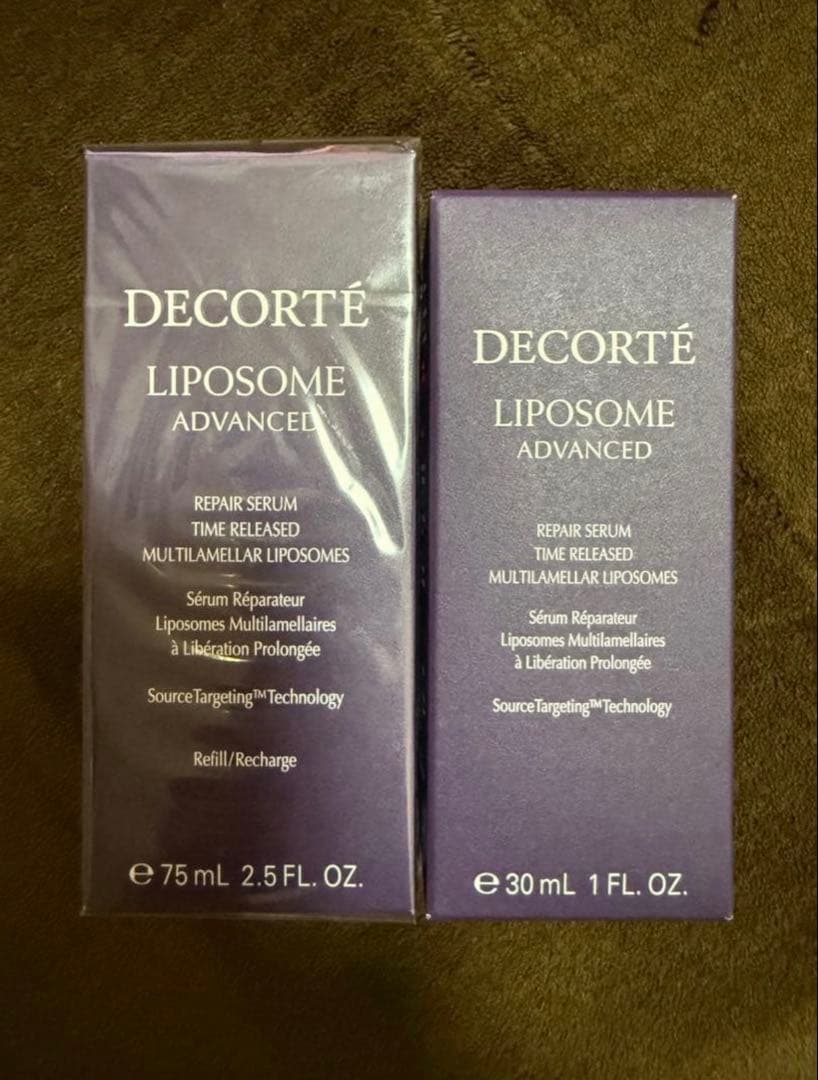 DECORTÉ
LIPOSOME
ADVANCED
REPAIR SERUM
TIME RELEASED
MULTILAMELLAR LIPOSOMES
Sérum Réparateur
Liposomes Multilamellaires
à Libération Prolongée
SourceTargeting™Technology
Refill/Recharge
℮ 75 mL 2.5 FL. OZ.
DECORTÉ
LIPOSOME
ADVANCED
REPAIR SERUM
TIME RELEASED
MULTILAMELLAR LIPOSOMES
Sérum Réparateur
Liposomes Multilamellaires
à Libération Prolongée
SourceTargeting™Technology
℮ 30 mL 1 FL. OZ.